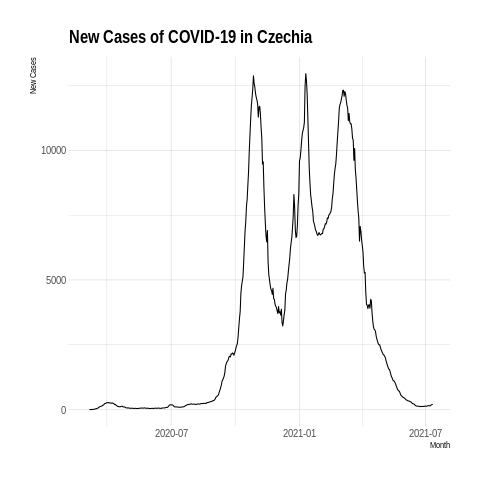 New Cases of COVID-19 in Czechia
New Cases
10000
5000
0
2020-07
2021-01
2021-07
Month